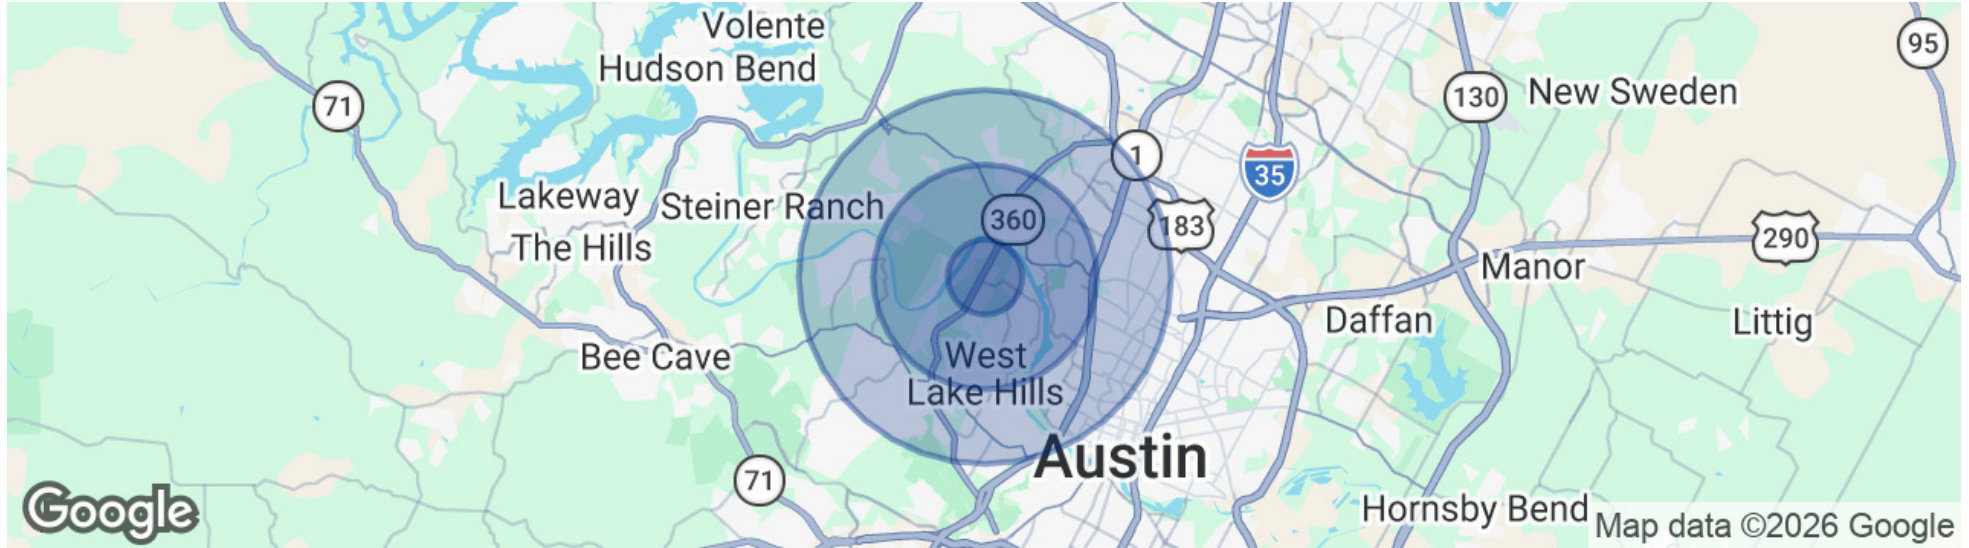 Volente
Hudson Bend
71
95
130
New Sweden
1
35
Lakeway
Steiner Ranch
360
183
The Hills
290
Manor
Daffan
Littig
Bee Cave
West
Lake Hills
Austin
71
Hornsby Bend
Google
Map data ©2026 Google